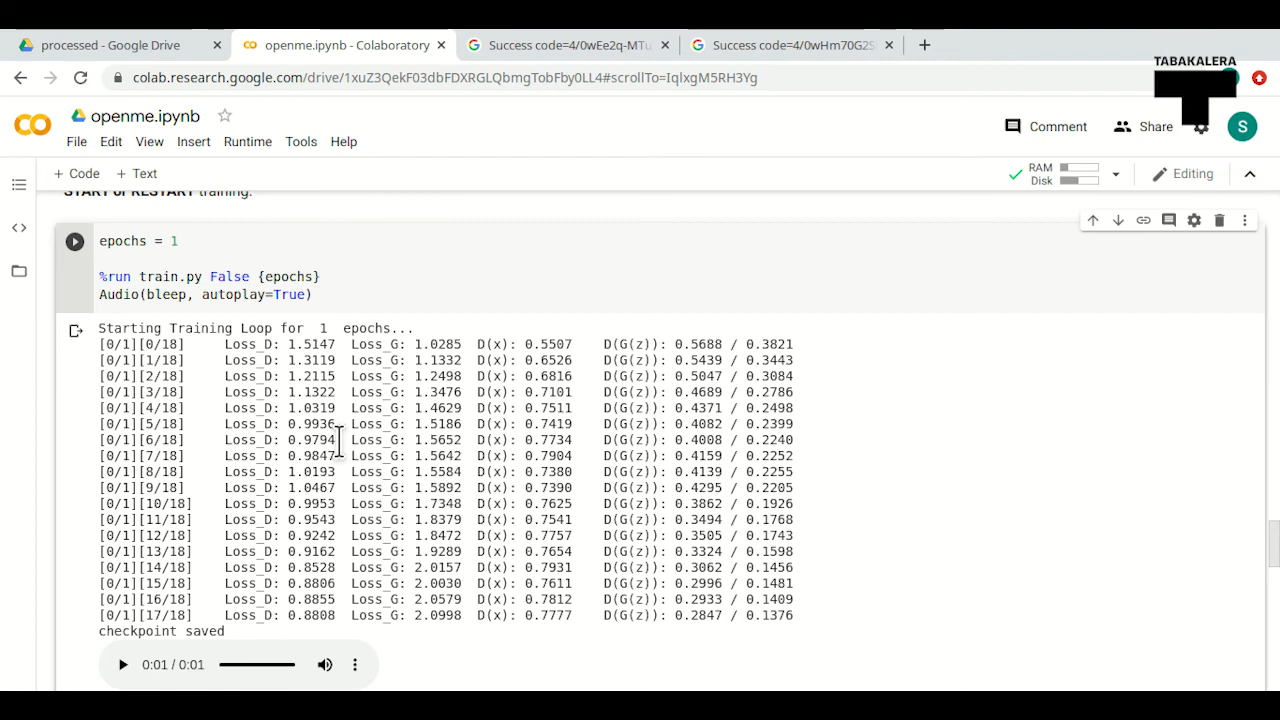 processed - Google Drive
openme.ipynb - Colaboratory
Success code=4/0wEe2q-MTu
Success code=4/0wHm70G2S
TABAKALERA
colab.research.google.com/drive/1xuZ3QekF03dbFDXRGLQbmgTobFby0LL4#scrollTo=IqlxgM5RH3Yg
CO
openme.ipynb
Comment
Share
S
File Edit View Insert Runtime Tools Help
+ Code + Text
RAM
Disk
Editing
START or RESTART training.
epochs = 1
%run train.py False {epochs}
Audio(bleep, autoplay=True)
Starting Training Loop for 1 epochs...
[0/1][0/18] Loss_D: 1.5147 Loss_G: 1.0285 D(x): 0.5507 D(G(z)): 0.5688 / 0.3821
[0/1][1/18] Loss_D: 1.3119 Loss_G: 1.1332 D(x): 0.6526 D(G(z)): 0.5439 / 0.3443
[0/1][2/18] Loss_D: 1.2115 Loss_G: 1.2498 D(x): 0.6816 D(G(z)): 0.5047 / 0.3084
[0/1][3/18] Loss_D: 1.1322 Loss_G: 1.3476 D(x): 0.7101 D(G(z)): 0.4689 / 0.2786
[0/1][4/18] Loss_D: 1.0319 Loss_G: 1.4629 D(x): 0.7511 D(G(z)): 0.4371 / 0.2498
[0/1][5/18] Loss_D: 0.9936 Loss_G: 1.5186 D(x): 0.7419 D(G(z)): 0.4082 / 0.2399
[0/1][6/18] Loss_D: 0.9794 Loss_G: 1.5652 D(x): 0.7734 D(G(z)): 0.4008 / 0.2240
[0/1][7/18] Loss_D: 0.9847 Loss_G: 1.5642 D(x): 0.7904 D(G(z)): 0.4159 / 0.2252
[0/1][8/18] Loss_D: 1.0193 Loss_G: 1.5584 D(x): 0.7380 D(G(z)): 0.4139 / 0.2255
[0/1][9/18] Loss_D: 1.0467 Loss_G: 1.5892 D(x): 0.7390 D(G(z)): 0.4295 / 0.2205
[0/1][10/18] Loss_D: 0.9953 Loss_G: 1.7348 D(x): 0.7625 D(G(z)): 0.3862 / 0.1926
[0/1][11/18] Loss_D: 0.9543 Loss_G: 1.8379 D(x): 0.7541 D(G(z)): 0.3494 / 0.1768
[0/1][12/18] Loss_D: 0.9242 Loss_G: 1.8472 D(x): 0.7757 D(G(z)): 0.3505 / 0.1743
[0/1][13/18] Loss_D: 0.9162 Loss_G: 1.9289 D(x): 0.7654 D(G(z)): 0.3324 / 0.1598
[0/1][14/18] Loss_D: 0.8528 Loss_G: 2.0157 D(x): 0.7931 D(G(z)): 0.3062 / 0.1456
[0/1][15/18] Loss_D: 0.8806 Loss_G: 2.0030 D(x): 0.7611 D(G(z)): 0.2996 / 0.1481
[0/1][16/18] Loss_D: 0.8855 Loss_G: 2.0579 D(x): 0.7812 D(G(z)): 0.2933 / 0.1409
[0/1][17/18] Loss_D: 0.8808 Loss_G: 2.0998 D(x): 0.7777 D(G(z)): 0.2847 / 0.1376
checkpoint saved
0:01 / 0:01